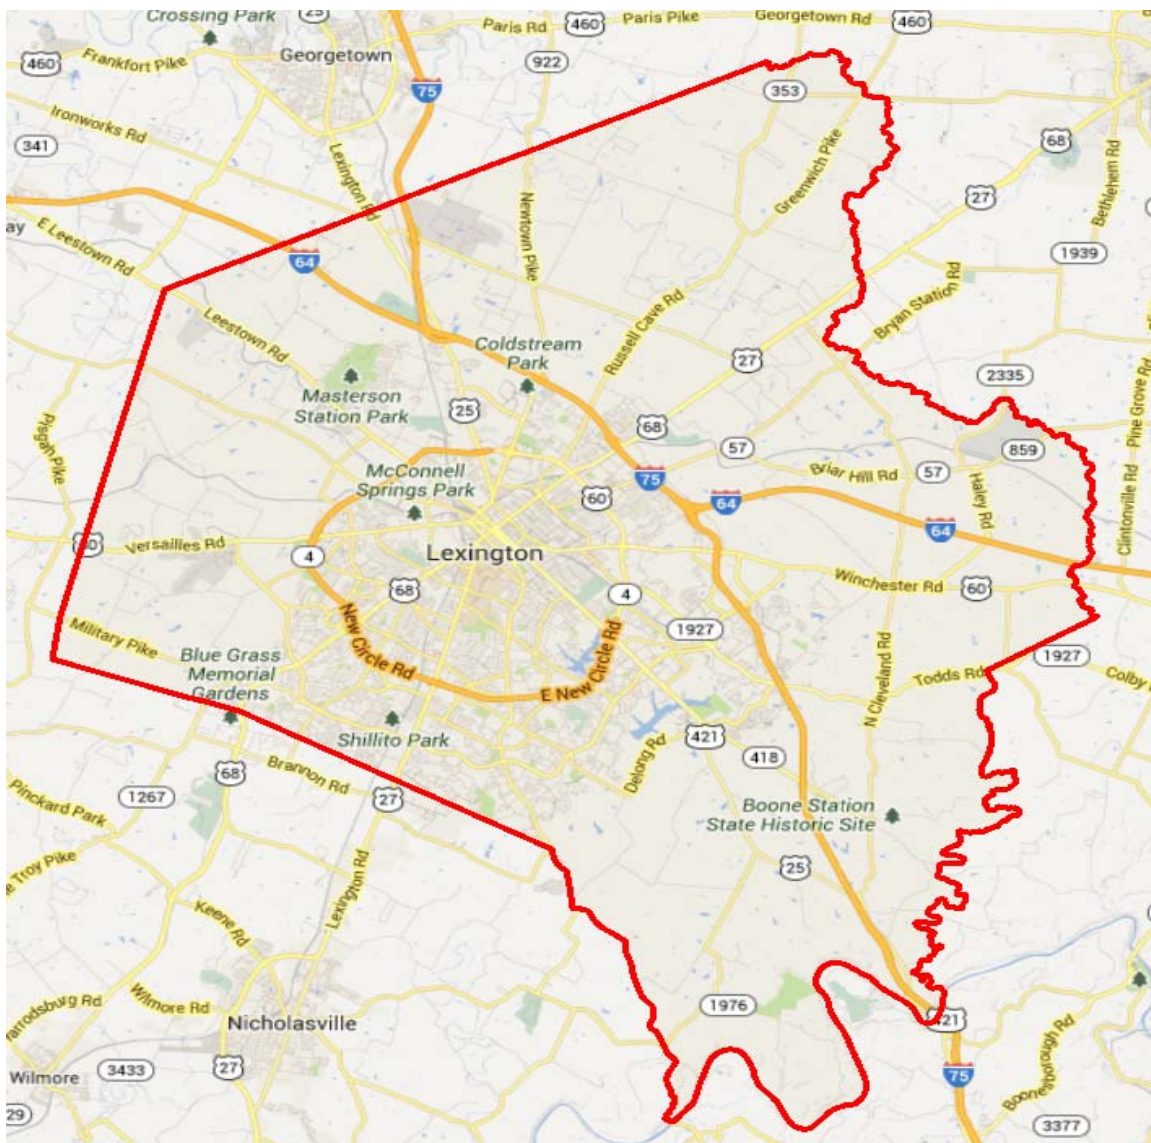 Crossing Park
25
75
460
Paris Rd
Paris Pike
460
Georgetown Rd
460
460
Frankfort Pike
Georgetown
922
353
Ironworks Rd
341
Lexington Rd
68
Greenwich Pike
Bethlehem Rd
27
Newtown Pike
ay
E Leestown Rd
64
1939
Bryan Station Rd
Leestown Rd
Russell Cave Rd
Coldstream
Park
27
2335
Masterson
Station Park
25
68
Pisgah Pike
57
859
Pine Grove Rd
McConnell
Springs Park
75
Briar Hill Rd
57
Haley Rd
60
64
64
Clintonville Rd
60
Versailles Rd
4
Lexington
68
4
Winchester Rd
60
New Circle Rd
1927
Military Pike
Blue Grass
Memorial
Gardens
E New Circle Rd
N Cleveland Rd
Todds Rd
1927
Colby
Shillito Park
421
418
Delong Rd
68
Brannon Rd
27
1267
Pinckard Park
Boone Station
State Historic Site
25
e Troy Pike
Keene Rd
Lexington Rd
Wilmore Rd
arrodsburg Rd
1976
Nicholasville
421
Boonesborough Rd
Wilmore
3433
27
75
29
3377